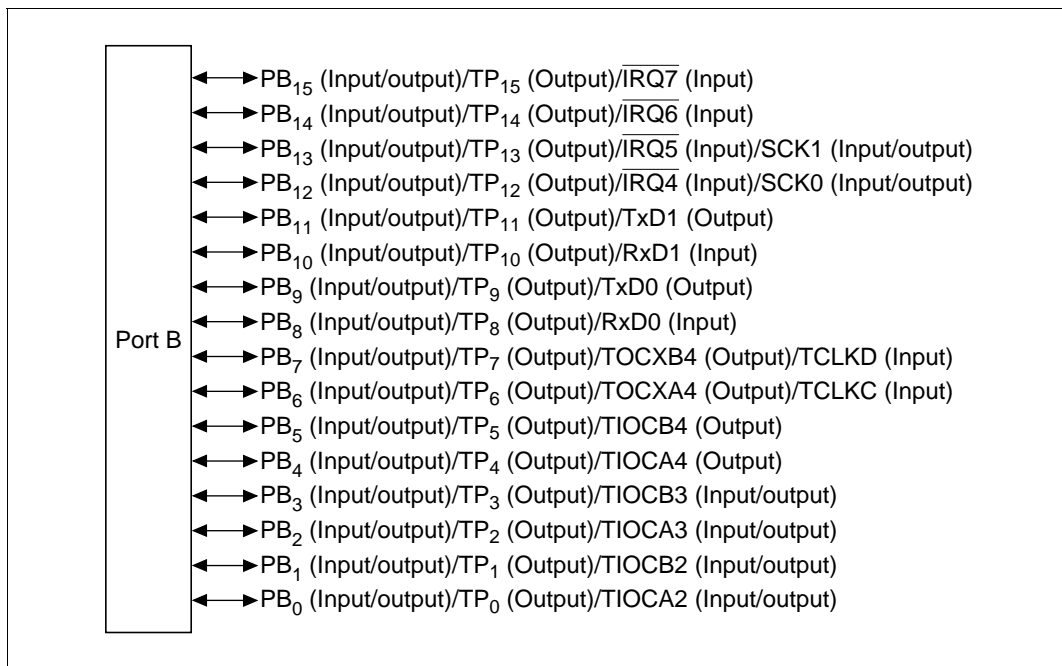 PB15 (Input/output)/TP15 (Output)/I̅R̅Q̅7̅ (Input)
PB14 (Input/output)/TP14 (Output)/I̅R̅Q̅6̅ (Input)
PB13 (Input/output)/TP13 (Output)/I̅R̅Q̅5̅ (Input)/SCK1 (Input/output)
PB12 (Input/output)/TP12 (Output)/I̅R̅Q̅4̅ (Input)/SCK0 (Input/output)
PB11 (Input/output)/TP11 (Output)/TxD1 (Output)
PB10 (Input/output)/TP10 (Output)/RxD1 (Input)
PB9 (Input/output)/TP9 (Output)/TxD0 (Output)
PB8 (Input/output)/TP8 (Output)/RxD0 (Input)
Port B
PB7 (Input/output)/TP7 (Output)/TOCXB4 (Output)/TCLKD (Input)
PB6 (Input/output)/TP6 (Output)/TOCXA4 (Output)/TCLKC (Input)
PB5 (Input/output)/TP5 (Output)/TIOCB4 (Output)
PB4 (Input/output)/TP4 (Output)/TIOCA4 (Output)
PB3 (Input/output)/TP3 (Output)/TIOCB3 (Input/output)
PB2 (Input/output)/TP2 (Output)/TIOCA3 (Input/output)
PB1 (Input/output)/TP1 (Output)/TIOCB2 (Input/output)
PB0 (Input/output)/TP0 (Output)/TIOCA2 (Input/output)